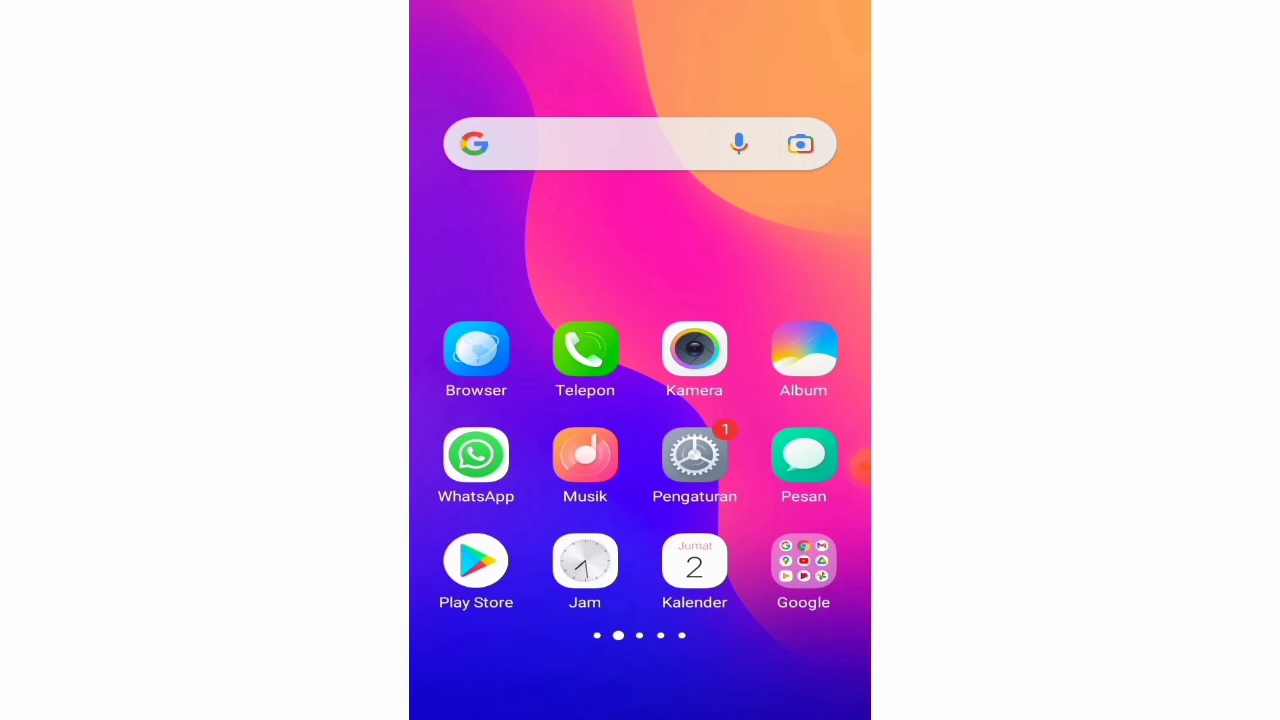 Browser Telepon Kamera Album
1
WhatsApp Musik Pengaturan Pesan
Jumat
2
Play Store Jam Kalender Google